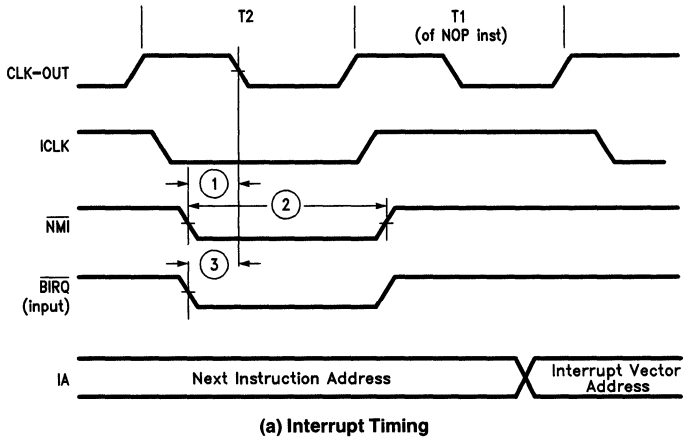 T2
T1
(of NOP inst)
CLK-OUT
ICLK
1
2
NMI
3
BIRQ
(input)
IA
Next Instruction Address
Interrupt Vector
Address
(a) Interrupt Timing